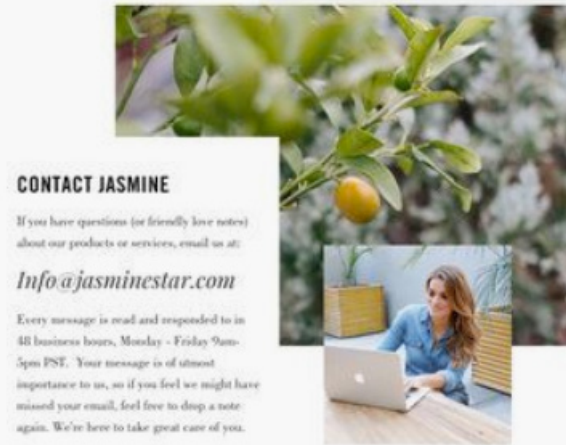 CONTACT JASMINE
If you have questions (or friendly love notes)
about our products or services, email us at:
Info@jasminestar.com
Every message is read and responded to in
48 business hours, Monday - Friday 9am-
5pm PST. Your message is of utmost
importance to us, so if you feel we might have
missed your email, feel free to drop a note
again. We're here to take great care of you.